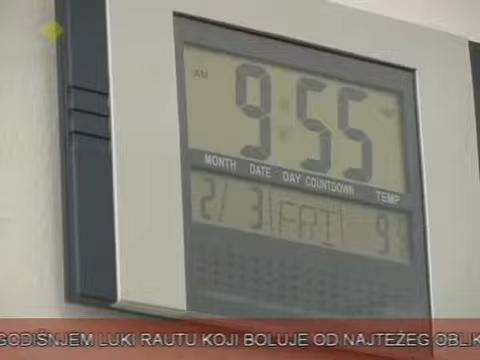 AM
9:55
MONTH DATE DAY COUNTDOWN TEMP
2/ 3 FRI
GODIŠNJEM LUKI RAUTU KOJI BOLUJE OD NAJTEŽEG OBLIK